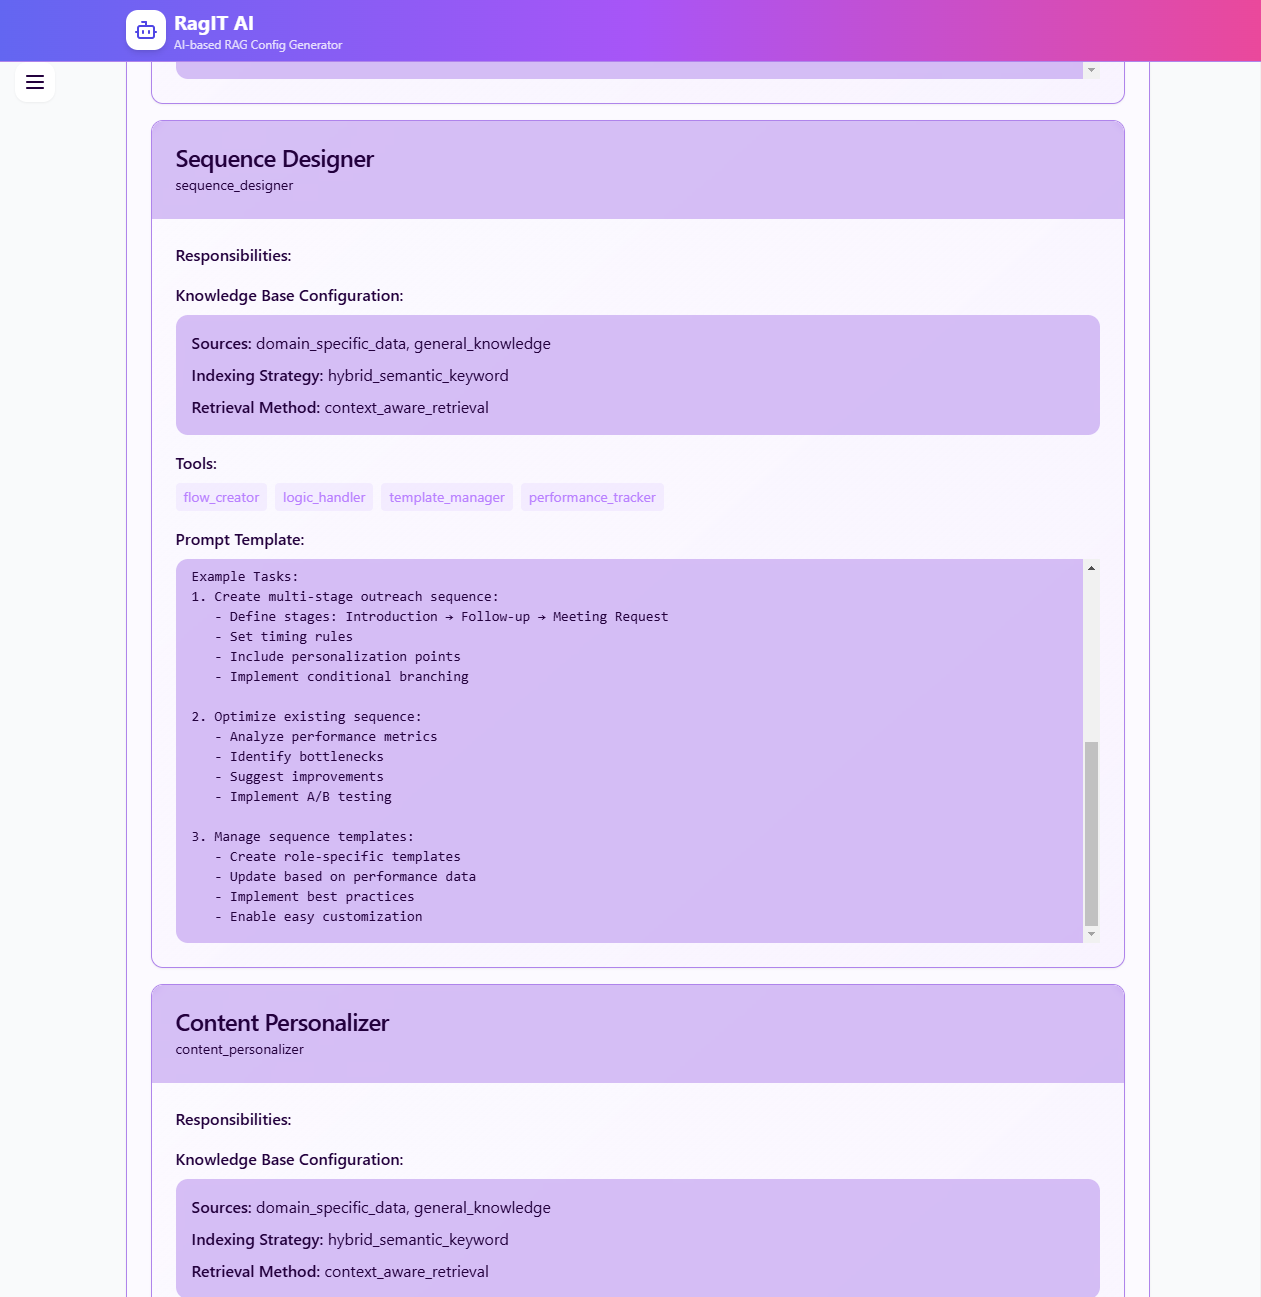 RagIT AI
AI-based RAG Config Generator
Sequence Designer
sequence_designer
Responsibilities:
Knowledge Base Configuration:
Sources: domain_specific_data, general_knowledge
Indexing Strategy: hybrid_semantic_keyword
Retrieval Method: context_aware_retrieval
Tools:
flow_creator logic_handler template_manager performance_tracker
Prompt Template:
Example Tasks:
1. Create multi-stage outreach sequence:
   - Define stages: Introduction → Follow-up → Meeting Request
   - Set timing rules
   - Include personalization points
   - Implement conditional branching
2. Optimize existing sequence:
   - Analyze performance metrics
   - Identify bottlenecks
   - Suggest improvements
   - Implement A/B testing
3. Manage sequence templates:
   - Create role-specific templates
   - Update based on performance data
   - Implement best practices
   - Enable easy customization
Content Personalizer
content_personalizer
Responsibilities:
Knowledge Base Configuration:
Sources: domain_specific_data, general_knowledge
Indexing Strategy: hybrid_semantic_keyword
Retrieval Method: context_aware_retrieval